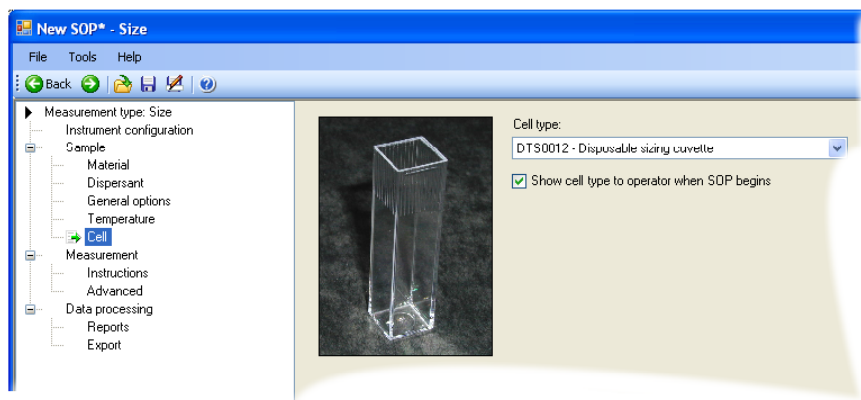 New SOP* - Size
File Tools Help
Back
Measurement type: Size
Instrument configuration
Sample
Material
Dispersant
General options
Temperature
Cell
Measurement
Instructions
Advanced
Data processing
Reports
Export
Cell type:
DTS0012 - Disposable sizing cuvette
Show cell type to operator when SOP begins